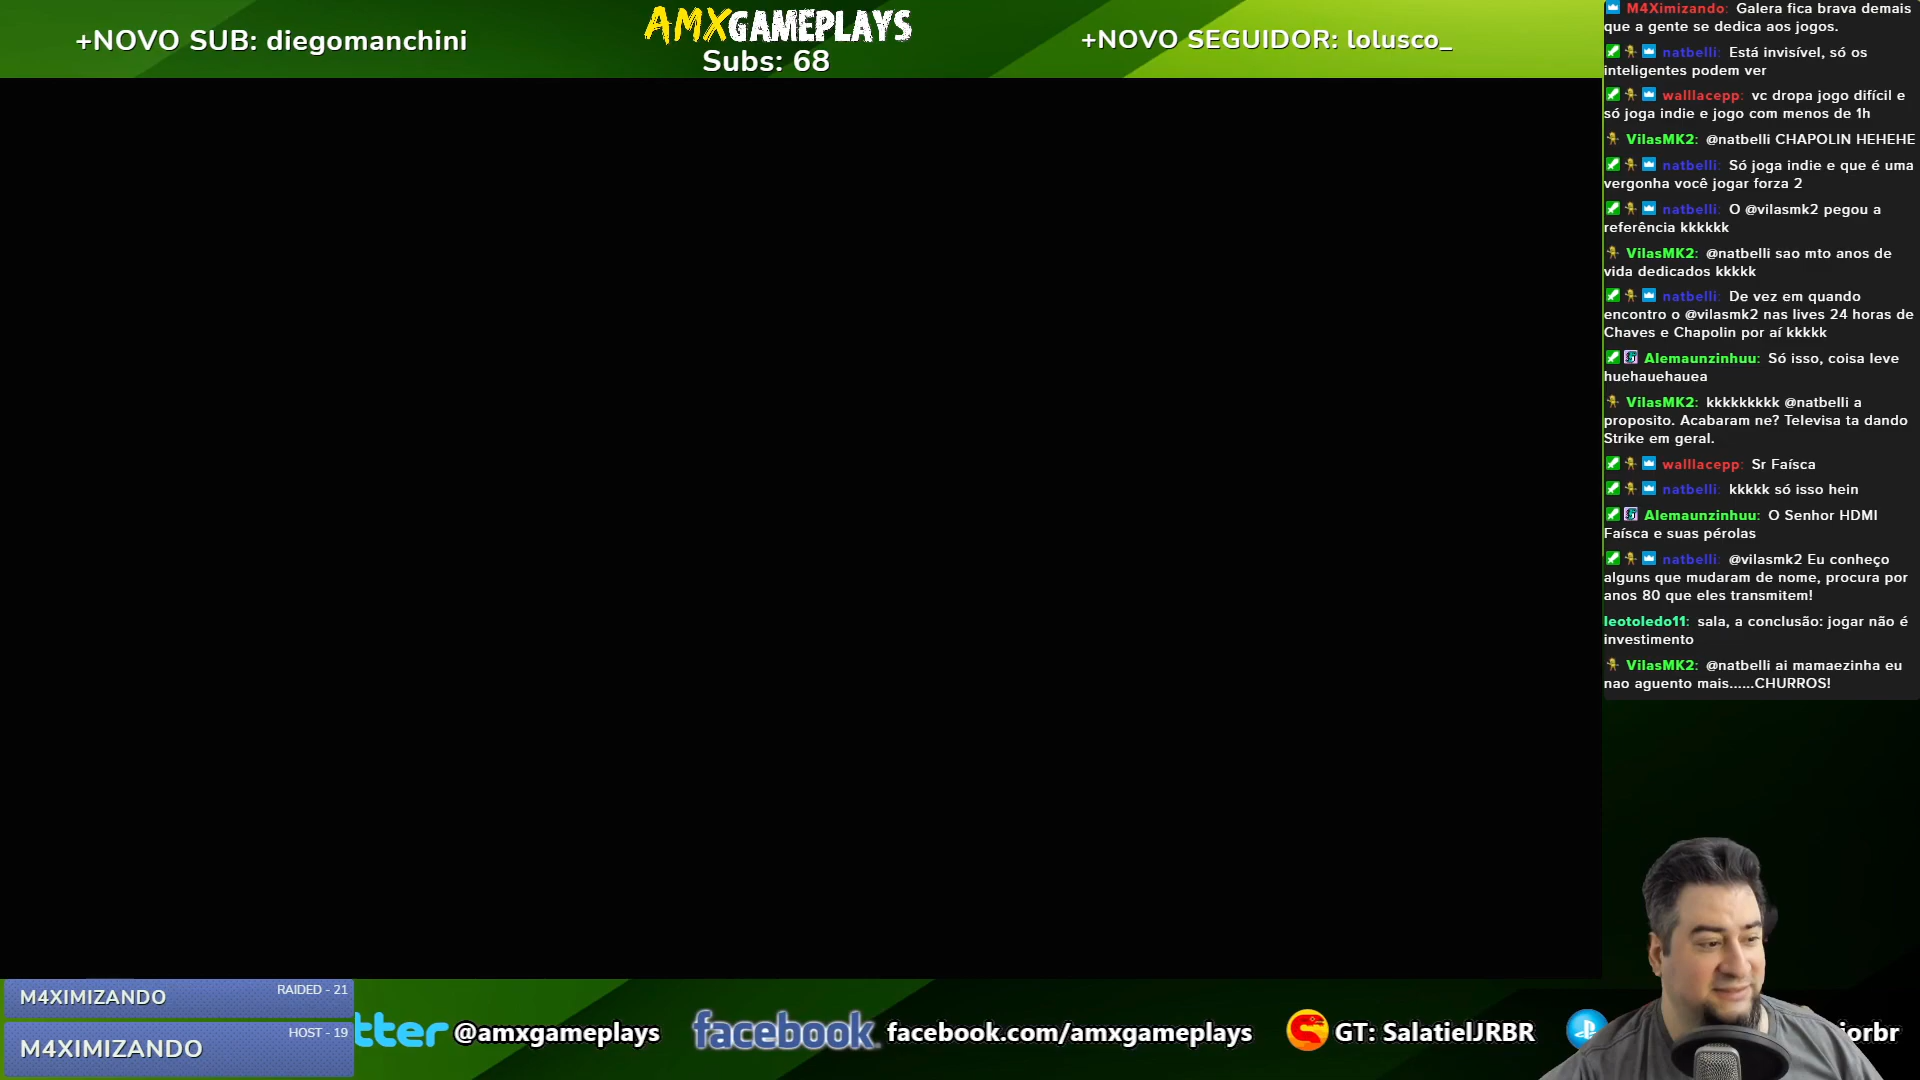 +NOVO SUB: diegomanchini
AMXGAMEPLAYS
Subs: 68
+NOVO SEGUIDOR: lolusco_
M4Ximizando: Galera fica brava demais
que a gente se dedica aos jogos.
natbelli: Está invisível, só os
inteligentes podem ver
walllacepp: vc dropa jogo difícil e
só joga indie e jogo com menos de 1h
VilasMK2: @natbelli CHAPOLIN HEHEHE
natbelli: Só joga indie e que é uma
vergonha você jogar forza 2
natbelli: O @vilasmk2 pegou a
referência kkkkkk
VilasMK2: @natbelli sao mto anos de
vida dedicados kkkkk
natbelli: De vez em quando
encontro o @vilasmk2 nas lives 24 horas de
Chaves e Chapolin por aí kkkkk
Alemaunzinhuu: Só isso, coisa leve
huehauehauea
VilasMK2: kkkkkkkkk @natbelli a
proposito. Acabaram ne? Televisa ta dando
Strike em geral.
walllacepp: Sr Faísca
natbelli: kkkkk só isso hein
Alemaunzinhuu: O Senhor HDMI
Faísca e suas pérolas
natbelli: @vilasmk2 Eu conheço
alguns que mudaram de nome, procura por
anos 80 que eles transmitem!
leotoledo11: sala, a conclusão: jogar não é
investimento
VilasMK2: @natbelli ai mamaezinha eu
nao aguento mais......CHURROS!
M4XIMIZANDO
RAIDED - 21
M4XIMIZANDO
HOST - 19
tter @amxgameplays
facebook facebook.com/amxgameplays
GT: SalatielJRBR
iorbr